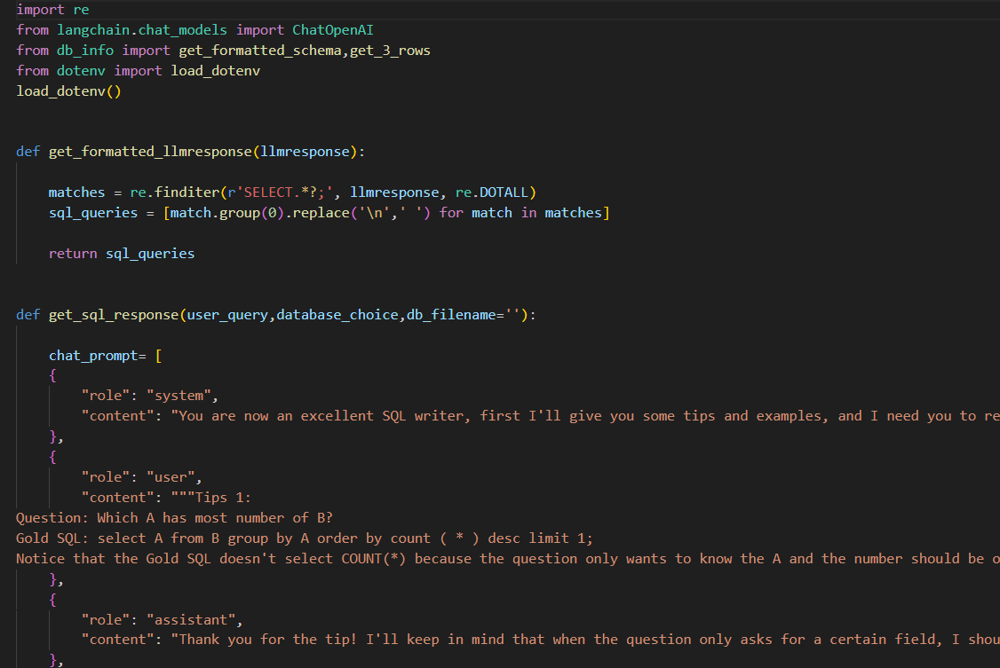 import re
from langchain.chat_models import ChatOpenAI
from db_info import get_formatted_schema,get_3_rows
from dotenv import load_dotenv
load_dotenv()
def get_formatted_llmresponse(llmresponse):
matches = re.finditer(r'SELECT.*?;', llmresponse, re.DOTALL)
sql_queries = [match.group(0).replace('\n',' ') for match in matches]
return sql_queries
def get_sql_response(user_query,database_choice,db_filename=''):
chat_prompt= [
{
"role": "system",
"content": "You are now an excellent SQL writer, first I'll give you some tips and examples, and I need you to re
},
{
"role": "user",
"content": """Tips 1:
Question: Which A has most number of B?
Gold SQL: select A from B group by A order by count ( * ) desc limit 1;
Notice that the Gold SQL doesn't select COUNT(*) because the question only wants to know the A and the number should be o
},
{
"role": "assistant",
"content": "Thank you for the tip! I'll keep in mind that when the question only asks for a certain field, I shou
},